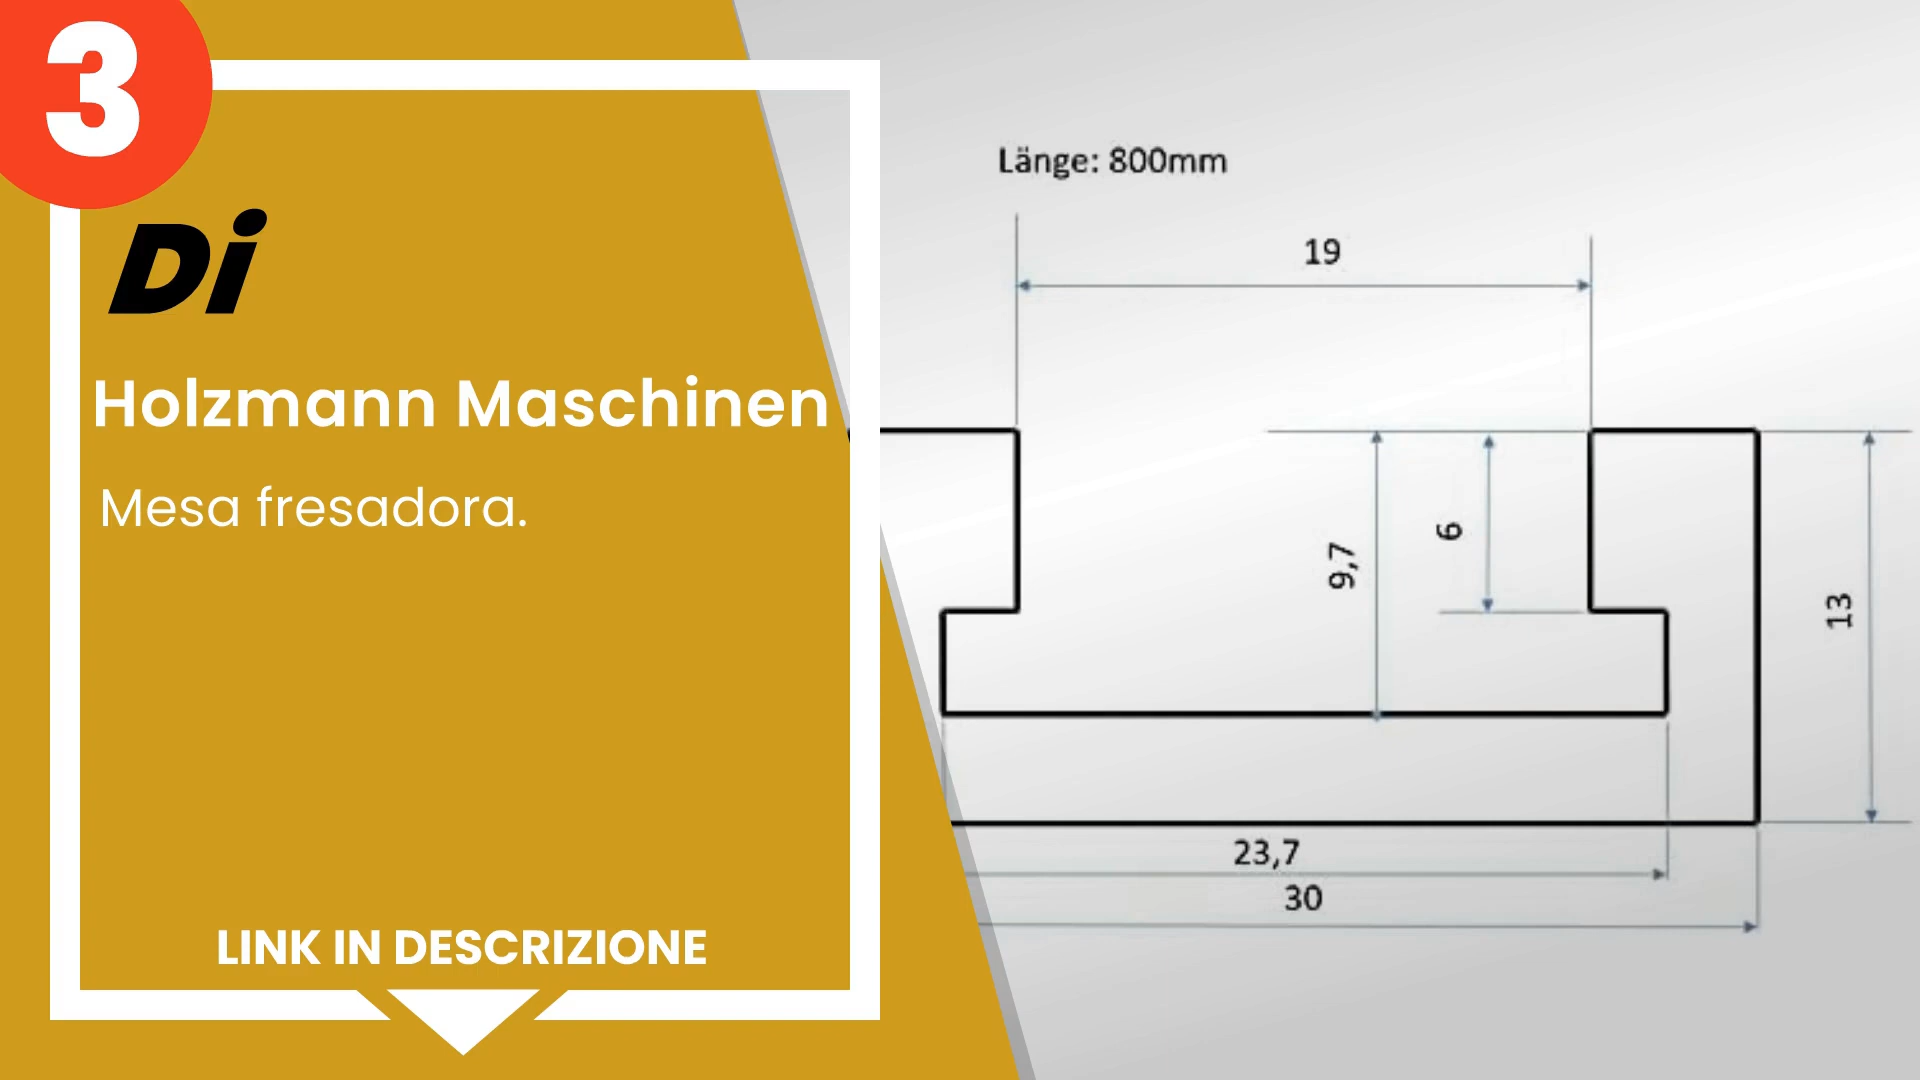 3
Di
Holzmann Maschinen
Mesa fresadora.
LINK IN DESCRIZIONE
Länge: 800mm
19
9,7
6
13
23,7
30